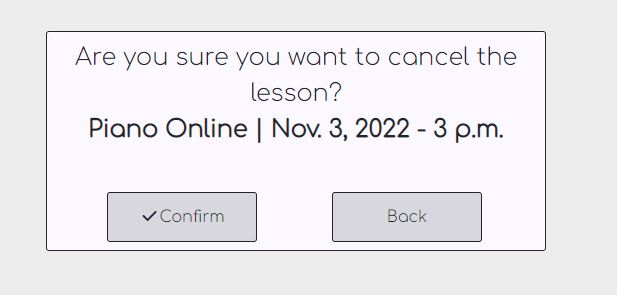 Are you sure you want to cancel the
lesson?
Piano Online | Nov. 3, 2022 - 3 p.m.
Confirm
Back